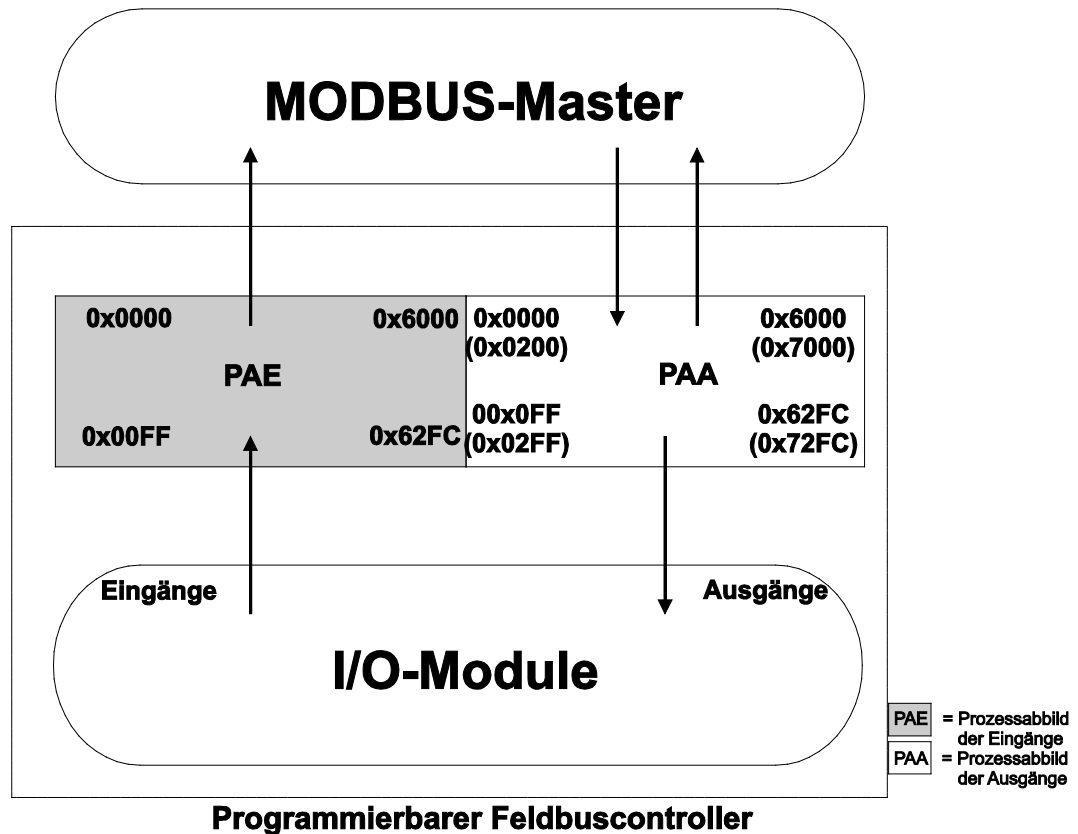 MODBUS-Master
0x0000
0x6000
PAE
0x00FF
0x62FC
0x0000
(0x0200)
0x6000
(0x7000)
PAA
00x0FF
(0x02FF)
0x62FC
(0x72FC)
Eingänge
Ausgänge
I/O-Module
PAE = Prozessabbild
der Eingänge
PAA = Prozessabbild
der Ausgänge
Programmierbarer Feldbuscontroller